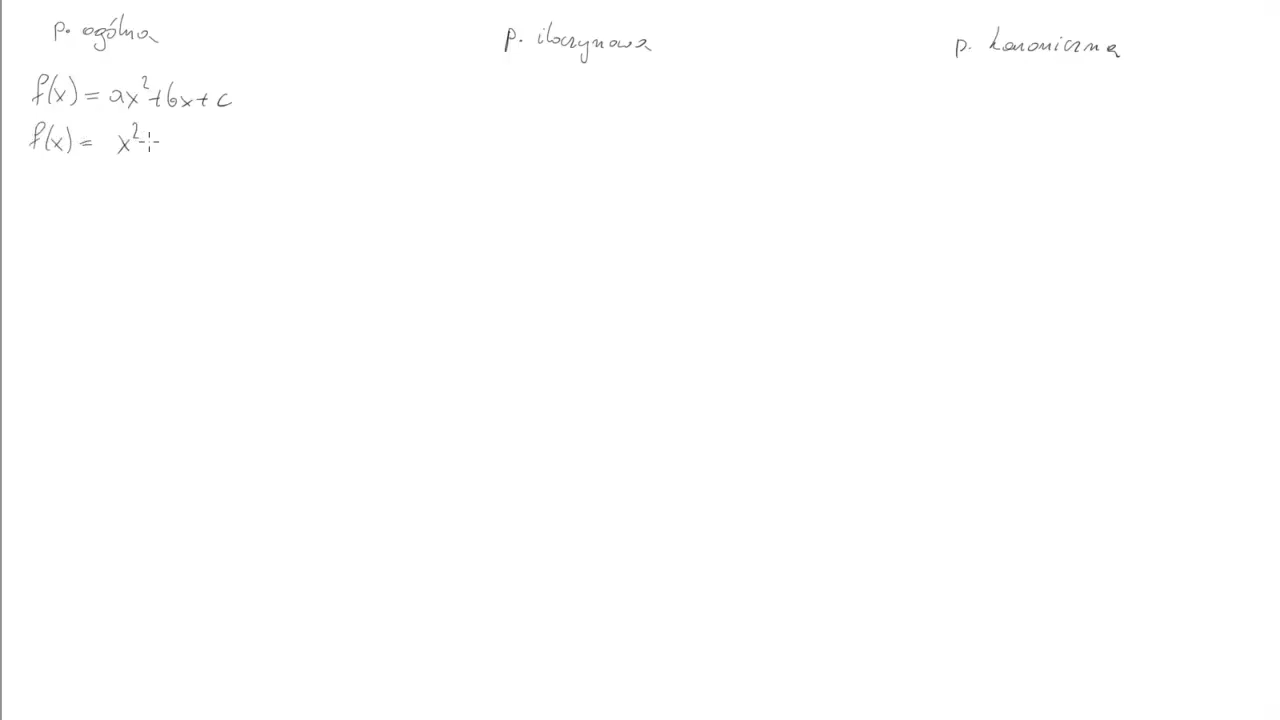 p. ogólna
p. iloczynowa
p. kanoniczna
f(x) = ax²+bx+c
f(x) = x²+